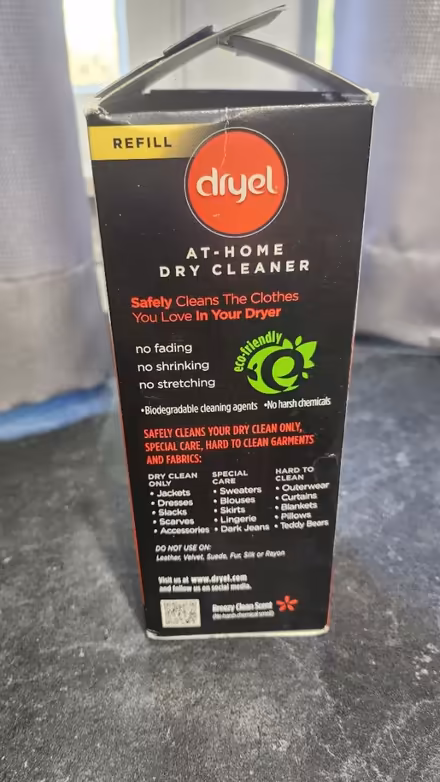 REFILL
dryel
AT-HOME
DRY CLEANER
Safely Cleans The Clothes
You Love In Your Dryer
no fading
no shrinking
no stretching
eco-friendly
•Biodegradable cleaning agents •No harsh chemicals
SAFELY CLEANS YOUR DRY CLEAN ONLY,
SPECIAL CARE, HARD TO CLEAN GARMENTS
AND FABRICS:
DRY CLEAN
ONLY
• Jackets
• Dresses
• Slacks
• Scarves
• Accessories
SPECIAL
CARE
• Sweaters
• Blouses
• Skirts
• Lingerie
• Dark Jeans
HARD TO
CLEAN
• Outerwear
• Curtains
• Blankets
• Pillows
• Teddy Bears
DO NOT USE ON:
Leather, Velvet, Suede, Fur, Silk or Rayon
Visit us at www.dryel.com
and follow us on social media.
Breezy Clean Scent
(No harsh chemical smell)